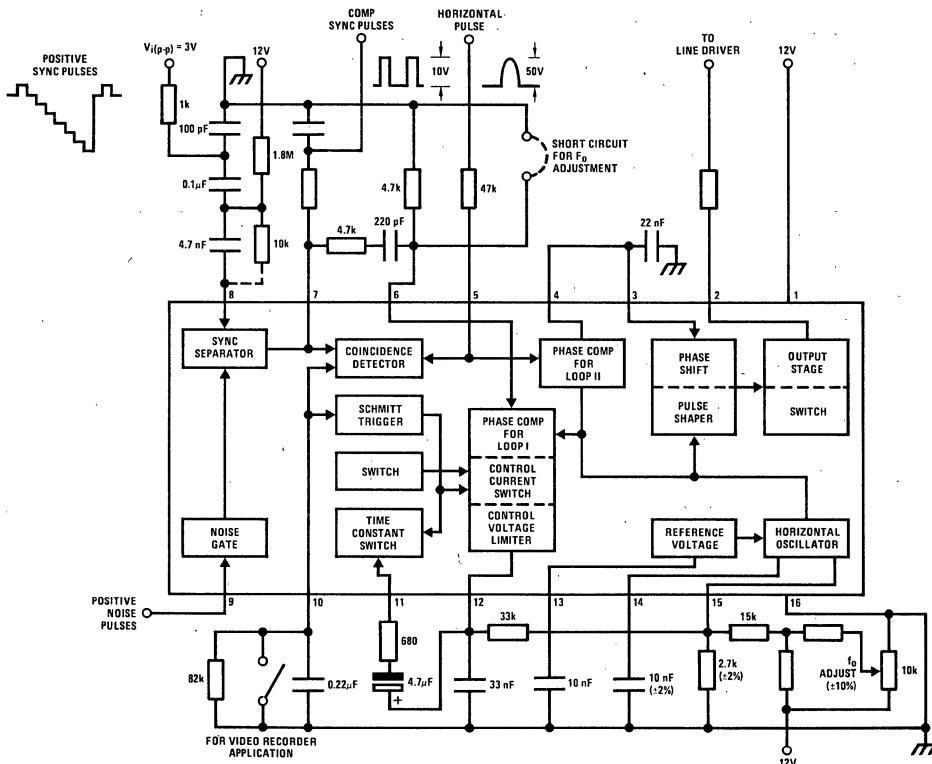 POSITIVE
SYNC PULSES
Vi(p-p) = 3V
12V
COMP
SYNC PULSES
HORIZONTAL
PULSE
TO
LINE DRIVER
12V
10V
50V
1k
100 pF
1.8M
0.1μF
4.7 nF
10k
4.7k
4.7k
220 pF
47k
SHORT CIRCUIT
FOR FO
ADJUSTMENT
22 nF
8
7
6
5
4
3
2
1
SYNC
SEPARATOR
COINCIDENCE
DETECTOR
PHASE COMP
FOR
LOOP II
PHASE
SHIFT
PULSE
SHAPER
OUTPUT
STAGE
SWITCH
SCHMITT
TRIGGER
SWITCH
TIME
CONSTANT
SWITCH
PHASE COMP
FOR
LOOP I
CONTROL
CURRENT
SWITCH
CONTROL
VOLTAGE
LIMITER
NOISE
GATE
REFERENCE
VOLTAGE
HORIZONTAL
OSCILLATOR
POSITIVE
NOISE
PULSES
9
10
11
12
13
14
15
16
82k
0.22μF
680
4.7μF
+
33k
33 nF
10 nF
10 nF
(±2%)
2.7k
(±2%)
15k
fo
ADJUST
(±10%)
10k
FOR VIDEO RECORDER
APPLICATION
12V